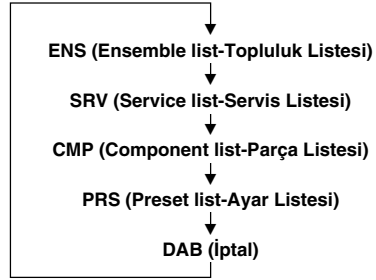 ENS (Ensemble list-Topluluk Listesi)
SRV (Service list-Servis Listesi)
CMP (Component list-Parça Listesi)
PRS (Preset list-Ayar Listesi)
DAB (İptal)